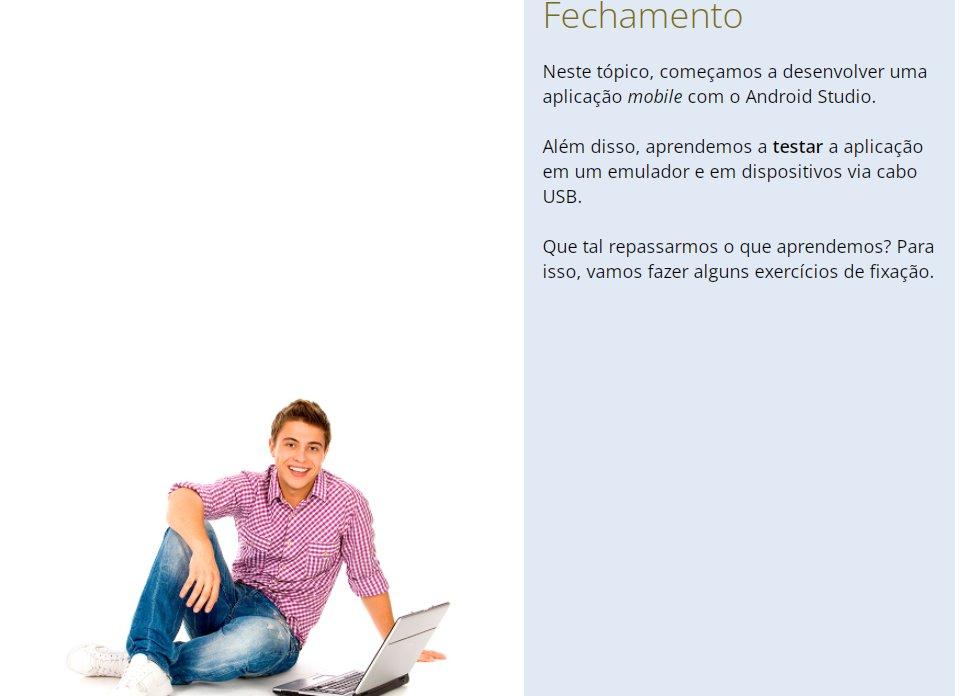 Fechamento
Neste tópico, começamos a desenvolver uma
aplicação mobile com o Android Studio.
Além disso, aprendemos a testar a aplicação
em um emulador e em dispositivos via cabo
USB.
Que tal repassarmos o que aprendemos? Para
isso, vamos fazer alguns exercícios de fixação.